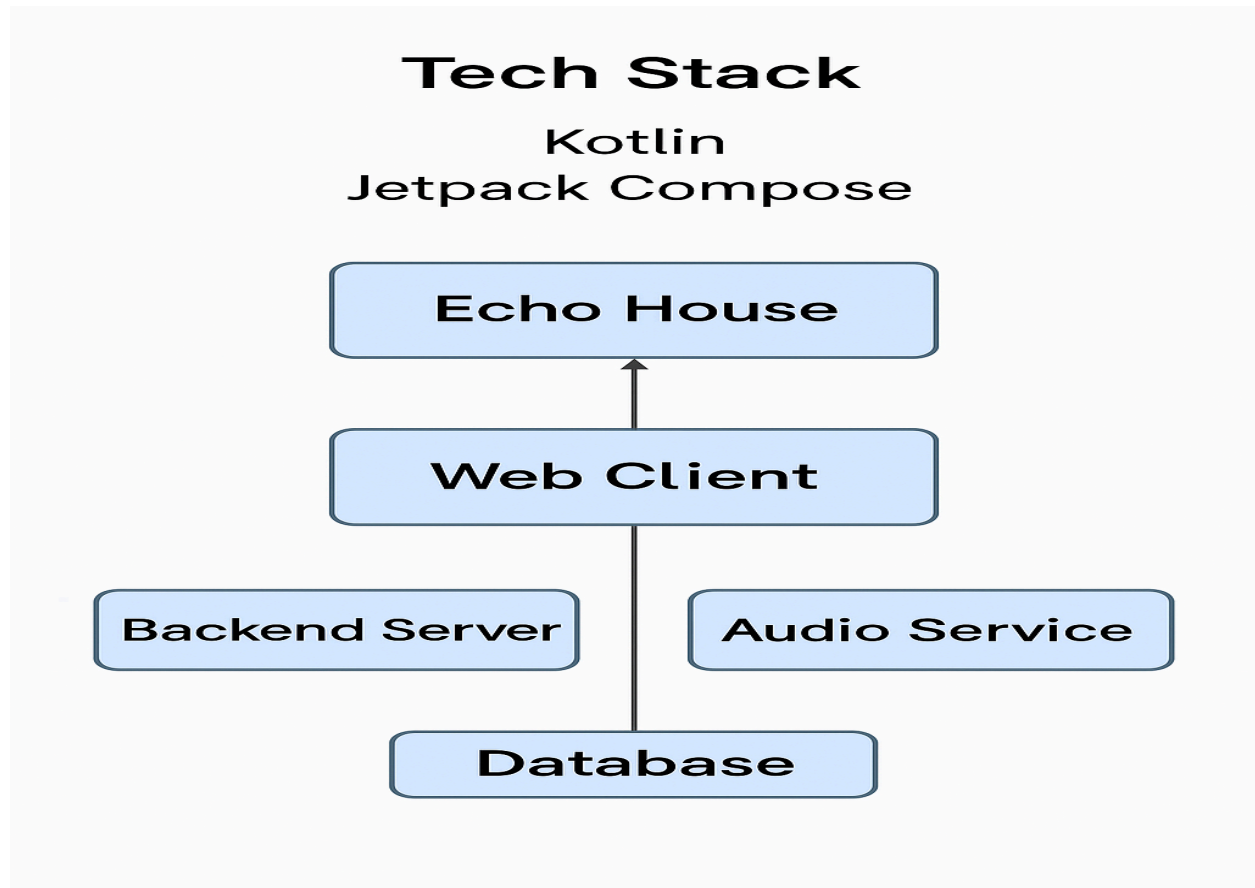 Tech Stack
Kotlin
Jetpack Compose
Echo House
Web Client
Backend Server
Audio Service
Database